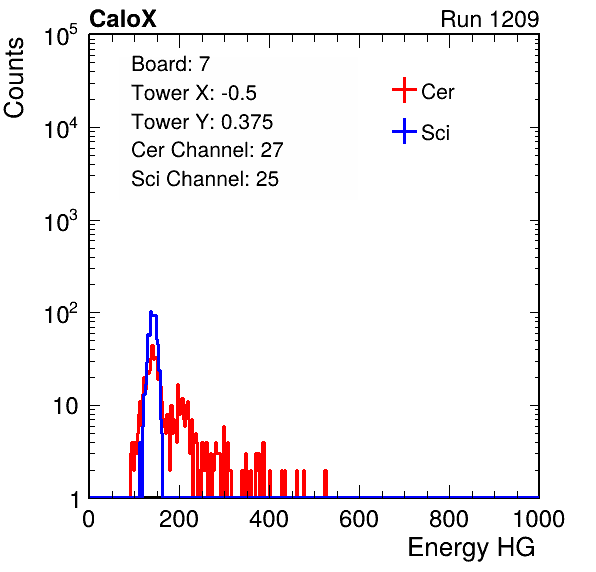 CaloX Run 1209
Counts
10^5
10^4
10^3
10^2
10
1
Board: 7
Tower X: -0.5
Tower Y: 0.375
Cer Channel: 27
Sci Channel: 25
Cer
Sci
0 200 400 600 800 1000
Energy HG